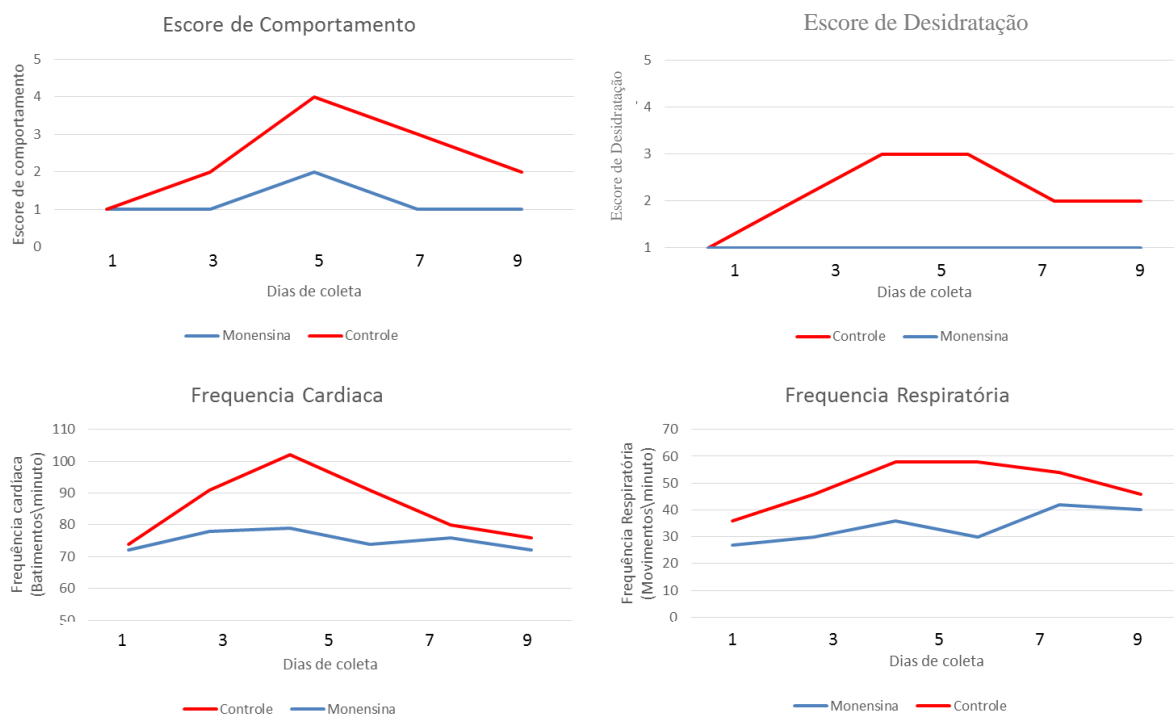 Escore de Comportamento
5
4
3
2
1
0
Escore de comportamento
1 3 5 7 9
Dias de coleta
Monensina Controle
Escore de Desidratação
5
4
3
2
1
Escore de Desidratação
1 3 5 7 9
Dias de coleta
Controle Monensina
Frequencia Cardiaca
110
100
90
80
70
60
50
Frequência cardíaca
(Batimentos\minuto)
1 3 5 7 9
Dias de coleta
Controle Monensina
Frequencia Respiratória
70
60
50
40
30
20
10
0
Frequência Respiratória
(Movimentos\minuto)
1 3 5 7 9
Dias de coleta
Monensina Controle